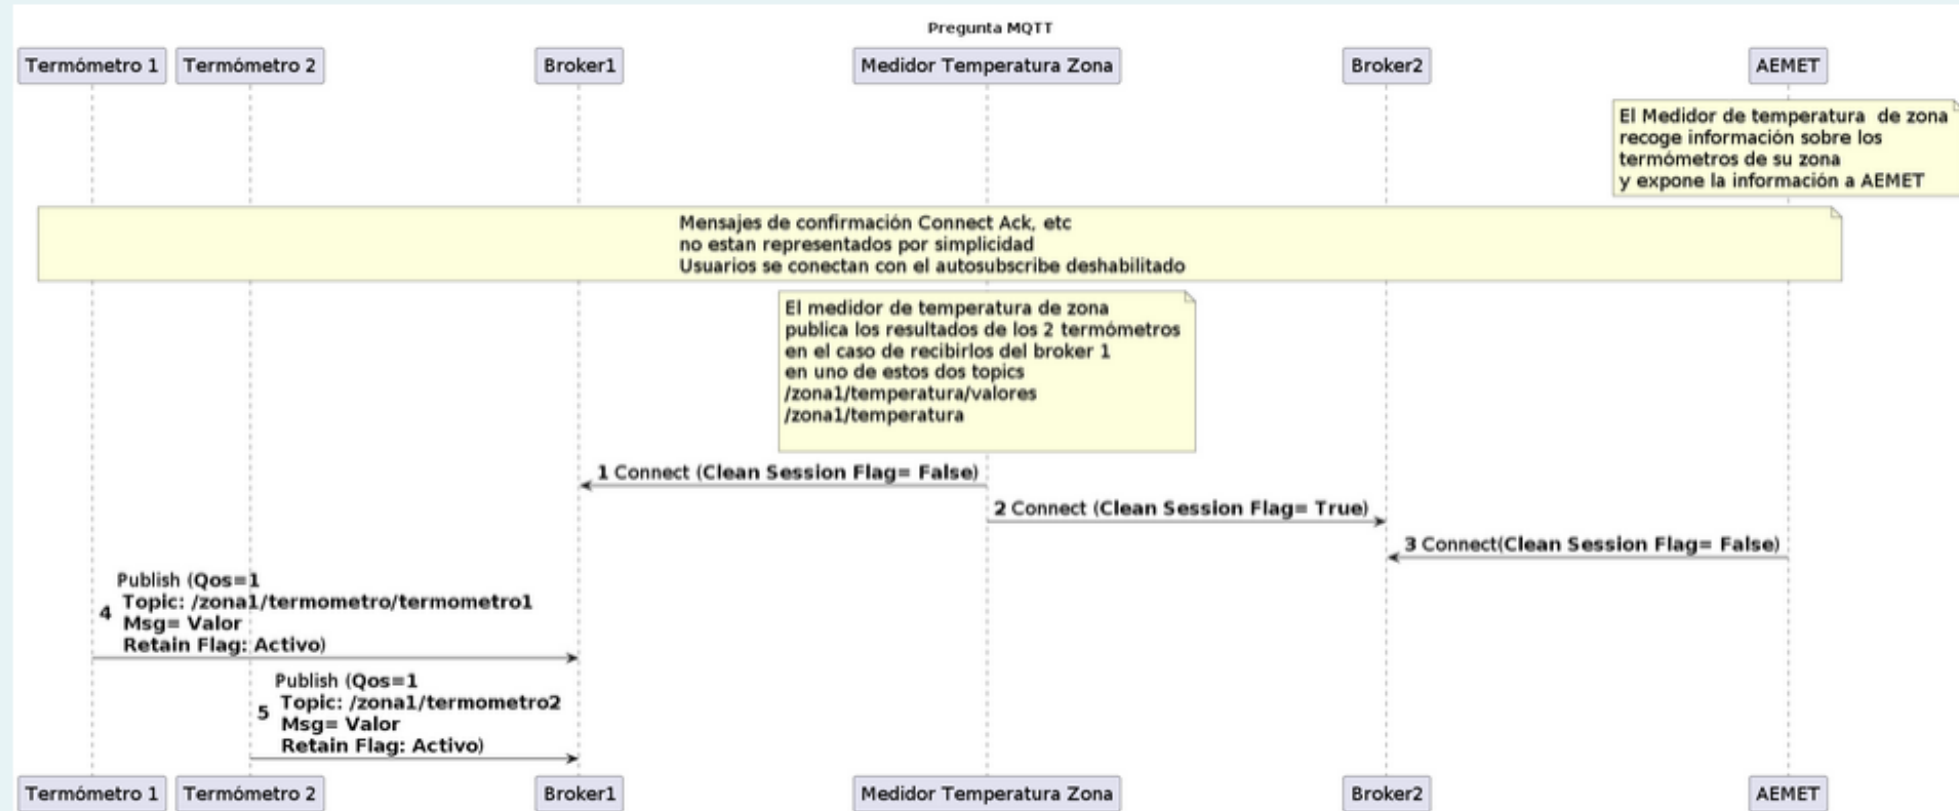 Pregunta MQTT
Termómetro 1
Termómetro 2
Broker1
Medidor Temperatura Zona
Broker2
AEMET
El Medidor de temperatura  de zona
recoge información sobre los
termómetros de su zona
y expone la información a AEMET
Mensajes de confirmación Connect Ack, etc
no estan representados por simplicidad
Usuarios se conectan con el autosubscribe deshabilitado
El medidor de temperatura de zona
publica los resultados de los 2 termómetros
en el caso de recibirlos del broker 1
en uno de estos dos topics
/zona1/temperatura/valores
/zona1/temperatura
1 Connect (Clean Session Flag= False)
2 Connect (Clean Session Flag= True)
3 Connect(Clean Session Flag= False)
Publish (Qos=1
Topic: /zona1/termometro/termometro1
4
Msg= Valor
Retain Flag: Activo)
Publish (Qos=1
Topic: /zona1/termometro2
5
Msg= Valor
Retain Flag: Activo)
Termómetro 1
Termómetro 2
Broker1
Medidor Temperatura Zona
Broker2
AEMET